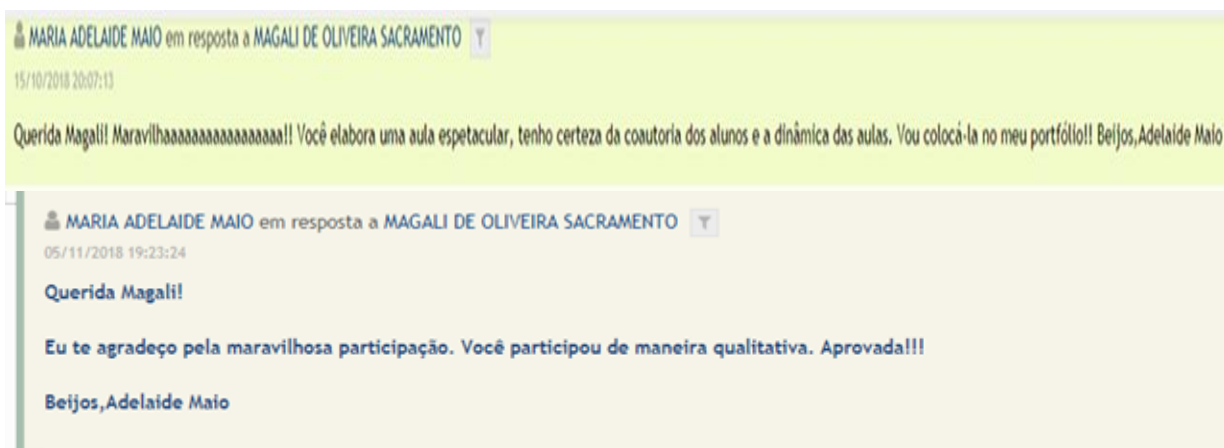 MARIA ADELAIDE MAIO em resposta a MAGALI DE OLIVEIRA SACRAMENTO
15/10/2018 20:07:13
Querida Magali! Maravilhaaaaaaaaaaaaaaaaaa!! Você elabora uma aula espetacular, tenho certeza da coautoria dos alunos e a dinâmica das aulas. Vou colocá-la no meu portfólio!! Beijos,Adelaide Maio
MARIA ADELAIDE MAIO em resposta a MAGALI DE OLIVEIRA SACRAMENTO
05/11/2018 19:23:24
Querida Magali!
Eu te agradeço pela maravilhosa participação. Você participou de maneira qualitativa. Aprovada!!!
Beijos,Adelaide Maio